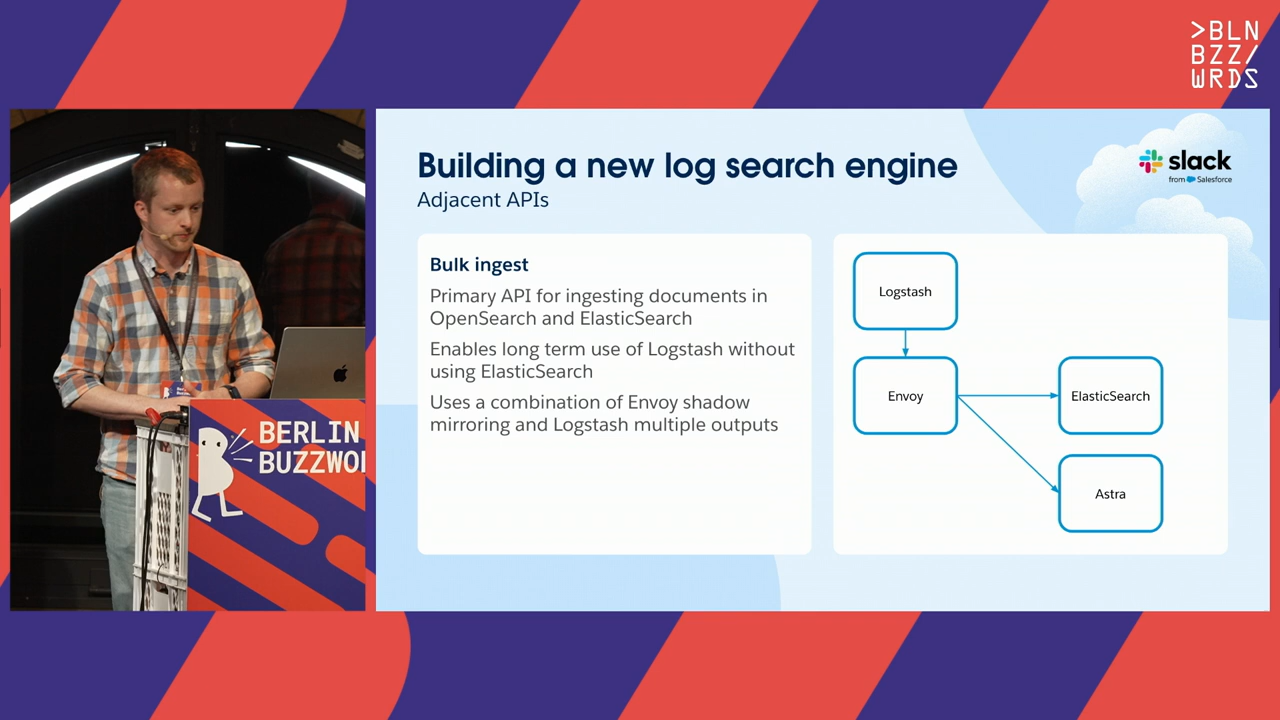 >BLN
BZZ/
WRDS
Building a new log search engine
Adjacent APIs
slack
from Salesforce
Bulk ingest
Primary API for ingesting documents in
OpenSearch and ElasticSearch
Enables long term use of Logstash without
using ElasticSearch
Uses a combination of Envoy shadow
mirroring and Logstash multiple outputs
Logstash
Envoy
ElasticSearch
Astra
BERLIN
BUZZWO